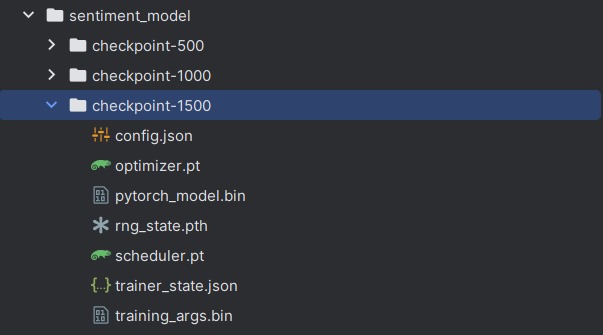 sentiment_model
checkpoint-500
checkpoint-1000
checkpoint-1500
config.json
optimizer.pt
pytorch_model.bin
rng_state.pth
scheduler.pt
trainer_state.json
training_args.bin